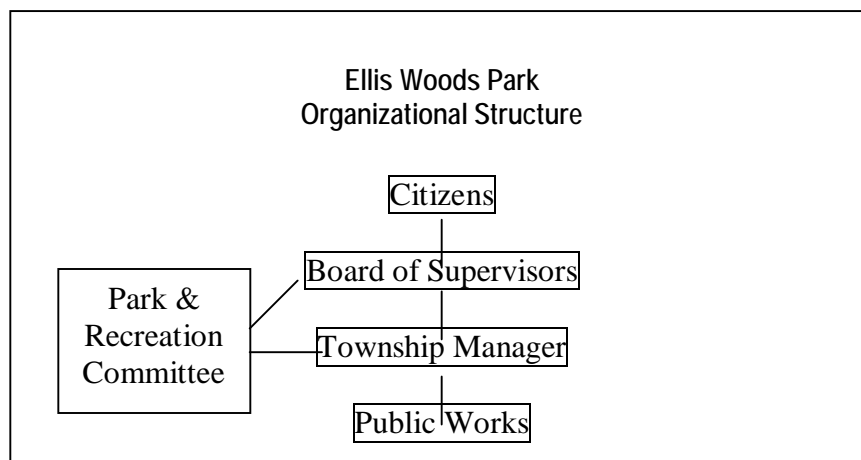 Ellis Woods Park
Organizational Structure
Citizens
Board of Supervisors
Park &
Recreation
Committee
Township Manager
Public Works